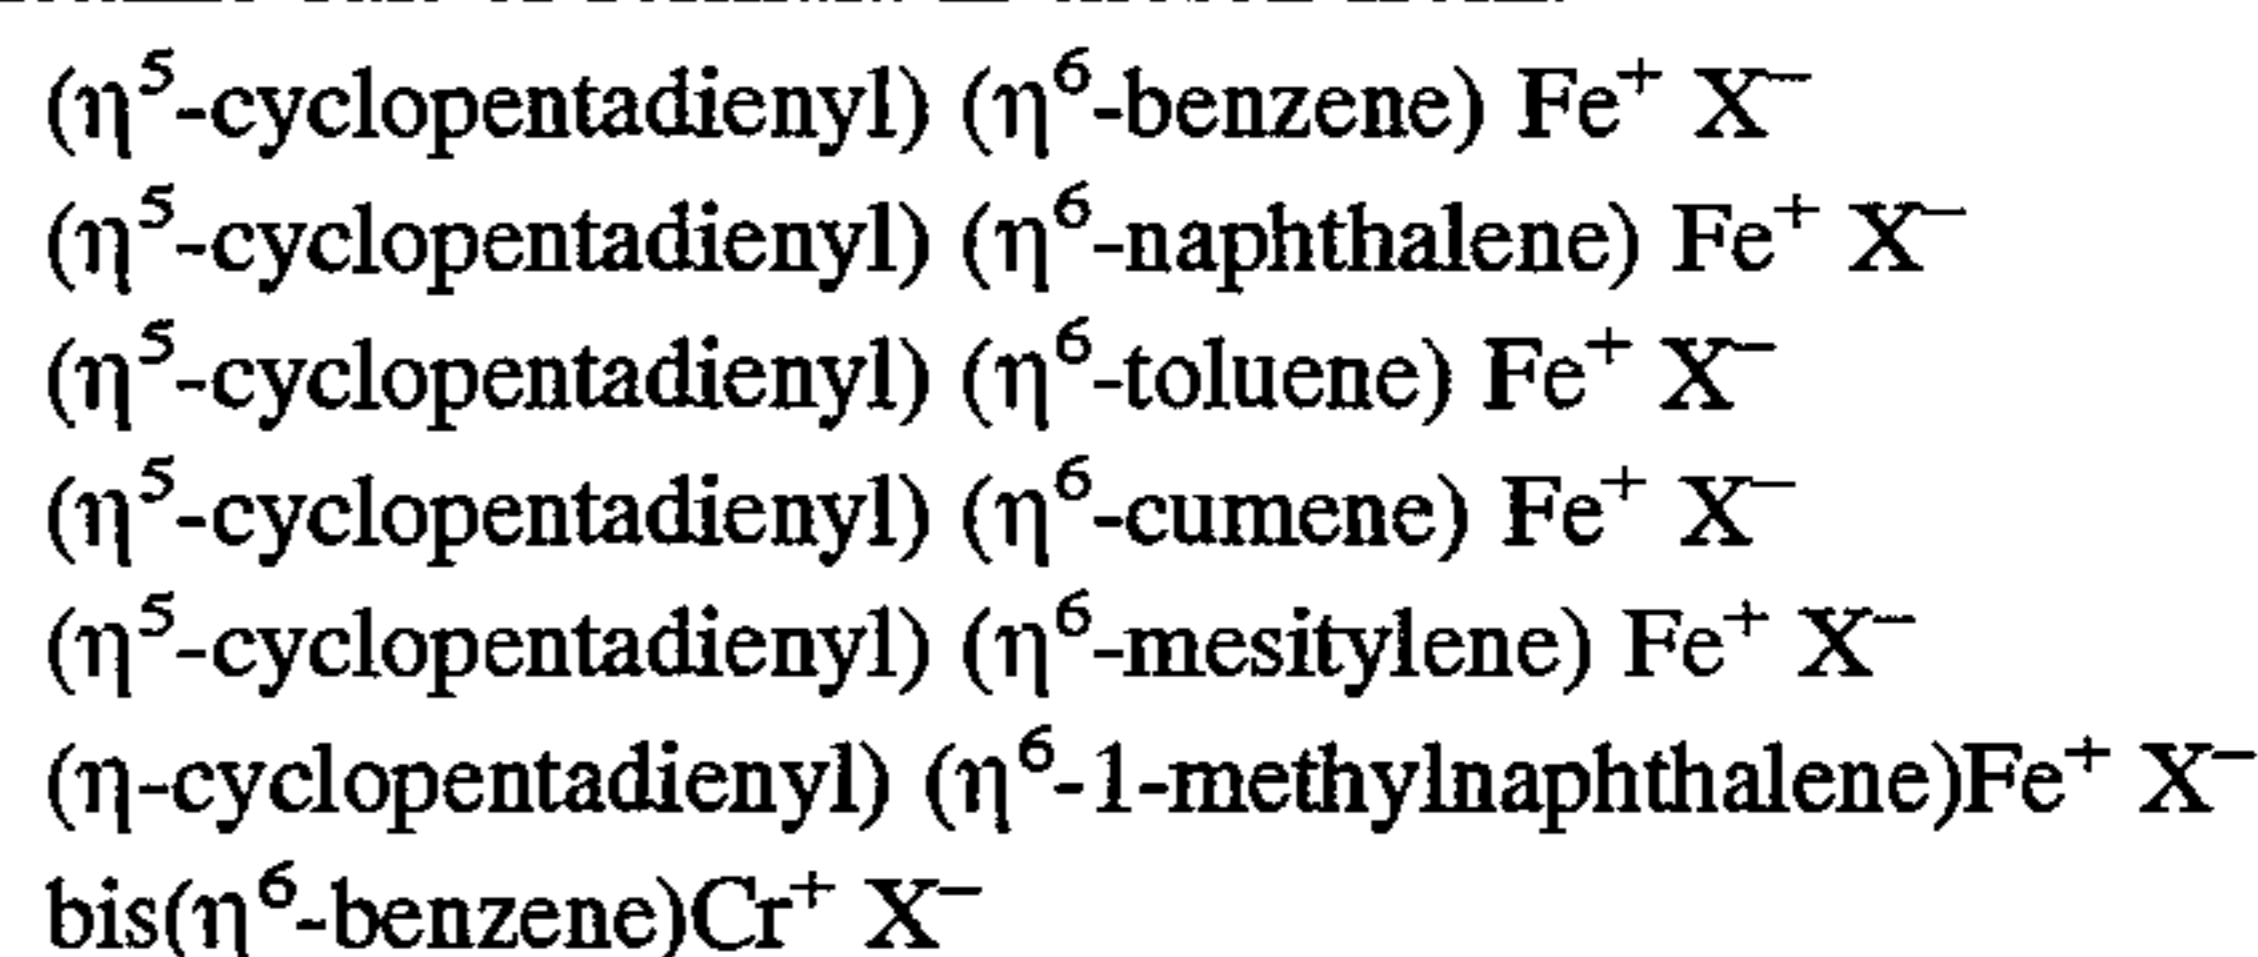 (η⁵-cyclopentadienyl) (η⁶-benzene) Fe⁺ X⁻
(η⁵-cyclopentadienyl) (η⁶-naphthalene) Fe⁺ X⁻
(η⁵-cyclopentadienyl) (η⁶-toluene) Fe⁺ X⁻
(η⁵-cyclopentadienyl) (η⁶-cumene) Fe⁺ X⁻
(η⁵-cyclopentadienyl) (η⁶-mesitylene) Fe⁺ X⁻
(η-cyclopentadienyl) (η⁶-1-methylnaphthalene)Fe⁺ X⁻
bis(η⁶-benzene)Cr⁺ X⁻